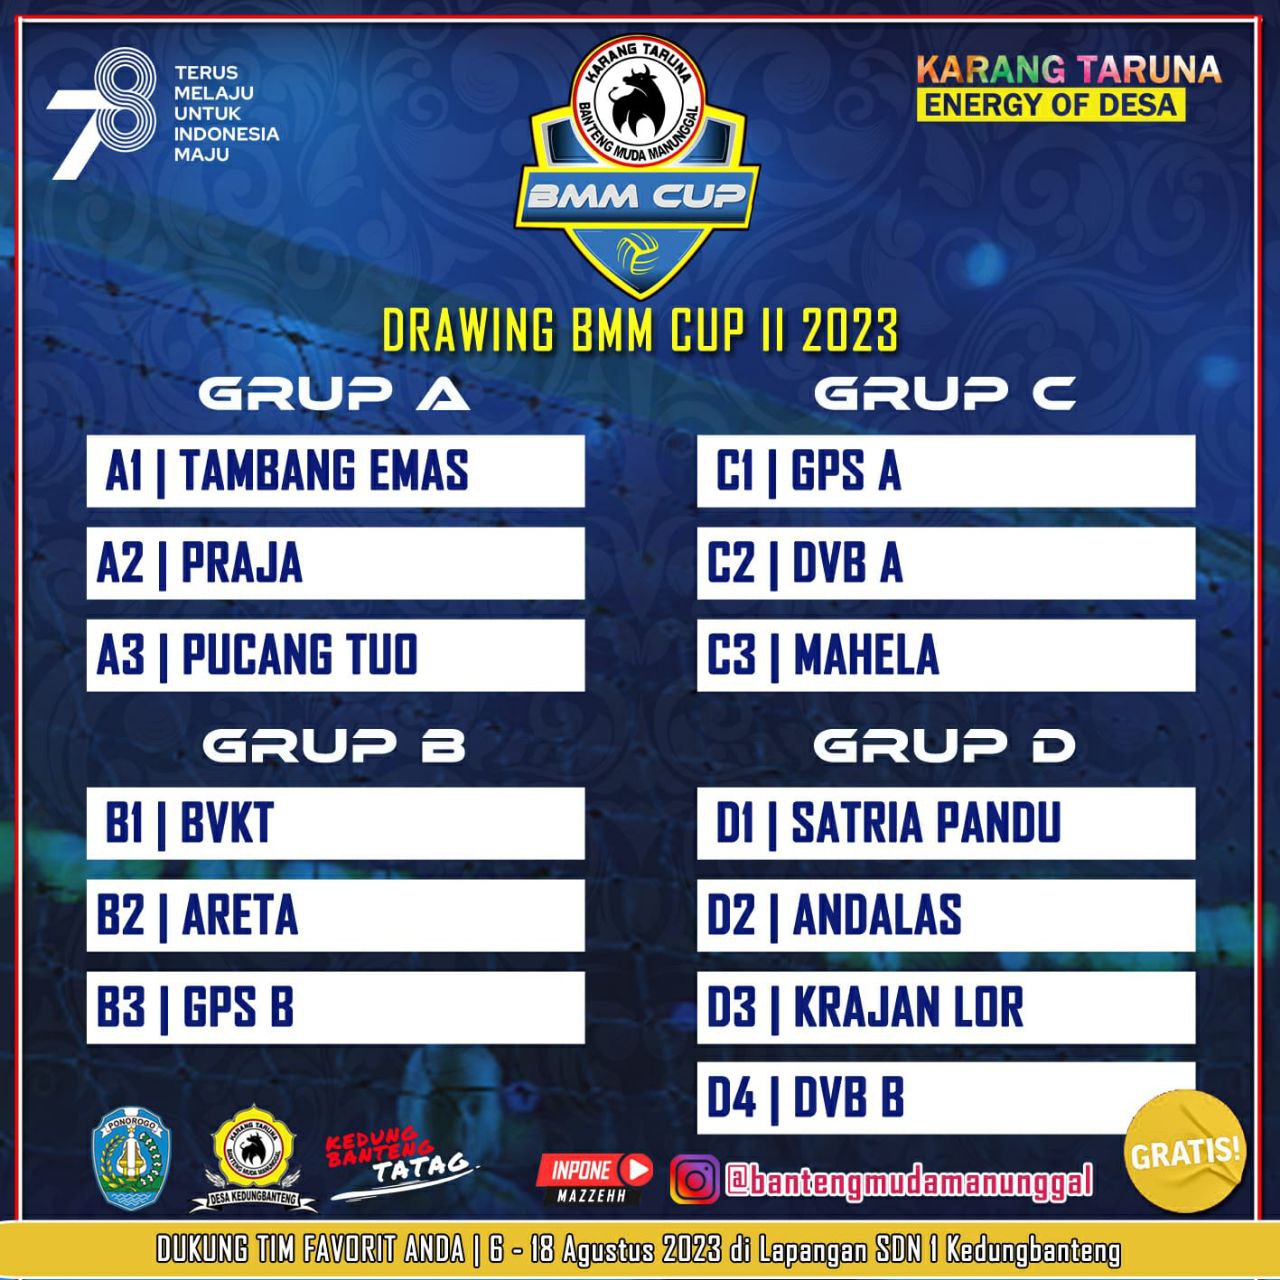 78
TERUS
MELAJU
UNTUK
INDONESIA
MAJU
KARANG TARUNA
BANTENG MUDA MANUNGGAL
BMM CUP
KARANG TARUNA
ENERGY OF DESA
DRAWING BMM CUP II 2023
GRUP A
A1 | TAMBANG EMAS
A2 | PRAJA
A3 | PUCANG TUO
GRUP B
B1 | BVKT
B2 | ARETA
B3 | GPS B
GRUP C
C1 | GPS A
C2 | DVB A
C3 | MAHELA
GRUP D
D1 | SATRIA PANDU
D2 | ANDALAS
D3 | KRAJAN LOR
D4 | DVB B
PONOROGO
KARANG TARUNA
BANTENG MUDA MANUNGGAL
DESA KEDUNGBANTENG
KEDUNG
BANTENG
TATAG
INPONE
MAZZEHH
@bantengmudamanunggal
GRATIS!
DUKUNG TIM FAVORIT ANDA | 6 - 18 Agustus 2023 di Lapangan SDN 1 Kedungbanteng